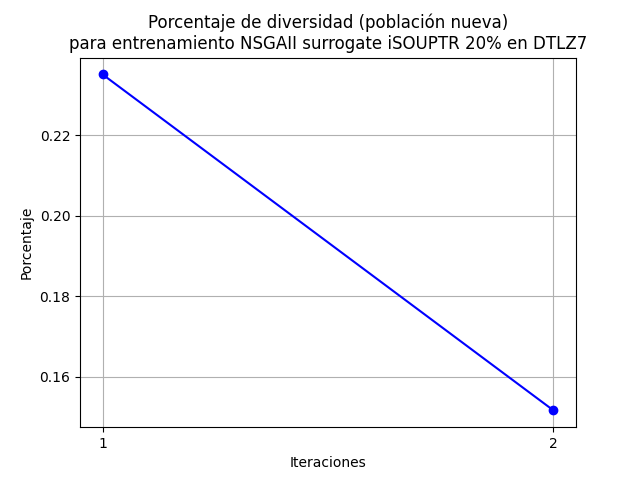 Porcentaje de diversidad (población nueva)
para entrenamiento NSGAII surrogate iSOUPTR 20% en DTLZ7
0.22
0.20
0.18
0.16
Porcentaje
1
2
Iteraciones